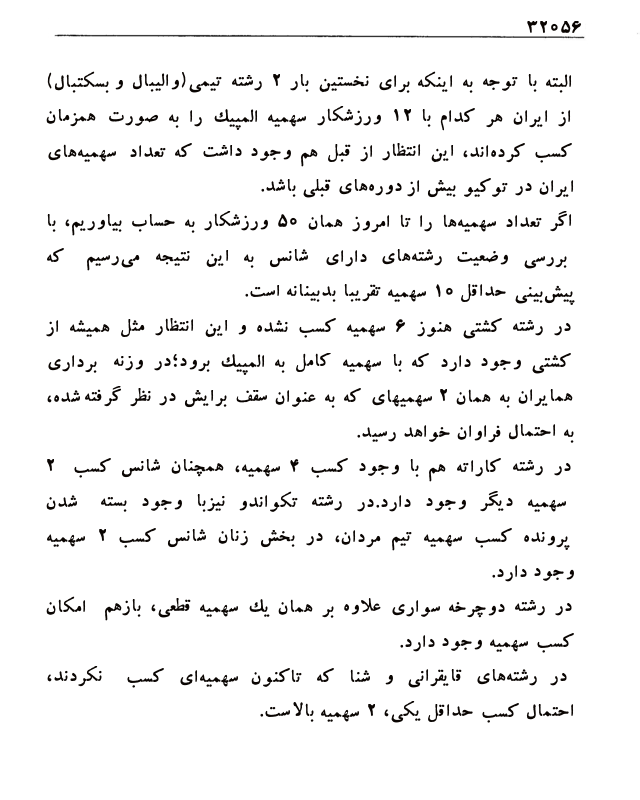 ۳۲۰۵۶
البته با توجه به اینکه برای نخستین بار ۲ رشته تیمی(والیبال و بسکتبال)
از ایران هر کدام با ۱۲ ورزشکار سهمیه المپیك را به صورت همزمان
کسب کرده‌اند، این انتظار از قبل هم وجود داشت که تعداد سهمیه‌های
ایران در توکیو بیش از دوره‌های قبلی باشد.
اگر تعداد سهمیه‌ها را تا امروز همان ۵۰ ورزشکار به حساب بیاوریم، با
بررسی وضعیت رشته‌های دارای شانس به این نتیجه می‌رسیم که
پیش‌بینی حداقل ۱۰ سهمیه تقریبا بدبینانه است.
در رشته کشتی هنوز ۶ سهمیه کسب نشده و این انتظار مثل همیشه از
کشتی وجود دارد که با سهمیه کامل به المپیك برود؛در وزنه برداری
همایران به همان ۲ سهمیهای که به عنوان سقف برایش در نظر گرفته شده،
به احتمال فراوان خواهد رسید.
در رشته کاراته هم با وجود کسب ۴ سهمیه، همچنان شانس کسب ۲
سهمیه دیگر وجود دارد.در رشته تکواندو نیزبا وجود بسته شدن
پرونده کسب سهمیه تیم مردان، در بخش زنان شانس کسب ۲ سهمیه
وجود دارد.
در رشته دوچرخه سواری علاوه بر همان یك سهمیه قطعی، بازهم امکان
کسب سهمیه وجود دارد.
در رشته‌های قایقرانی و شنا که تاکنون سهمیه‌ای کسب نکردند،
احتمال کسب حداقل یکی، ۲ سهمیه بالاست.